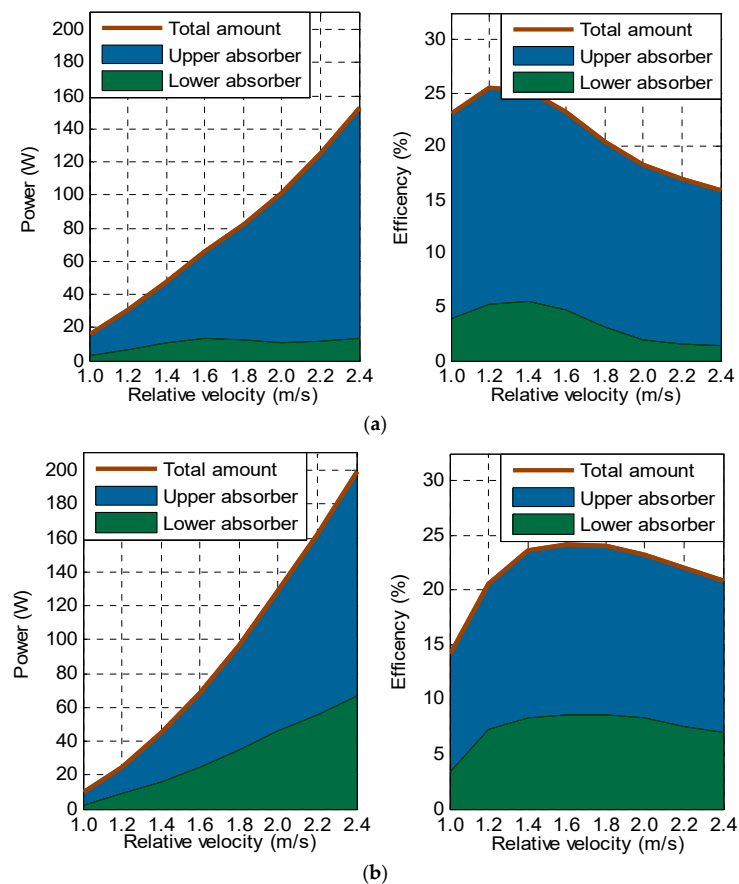 200
180
160
140
120
100
80
60
40
20
0
Power (W)
Total amount
Upper absorber
Lower absorber
1.0 1.2 1.4 1.6 1.8 2.0 2.2 2.4
Relative velocity (m/s)
30
25
20
15
10
5
0
Efficency (%)
Total amount
Upper absorber
Lower absorber
1.0 1.2 1.4 1.6 1.8 2.0 2.2 2.4
Relative velocity (m/s)
(a)
200
180
160
140
120
100
80
60
40
20
0
Power (W)
Total amount
Upper absorber
Lower absorber
1.0 1.2 1.4 1.6 1.8 2.0 2.2 2.4
Relative velocity (m/s)
30
25
20
15
10
5
0
Efficency (%)
Total amount
Upper absorber
Lower absorber
1.0 1.2 1.4 1.6 1.8 2.0 2.2 2.4
Relative velocity (m/s)
(b)